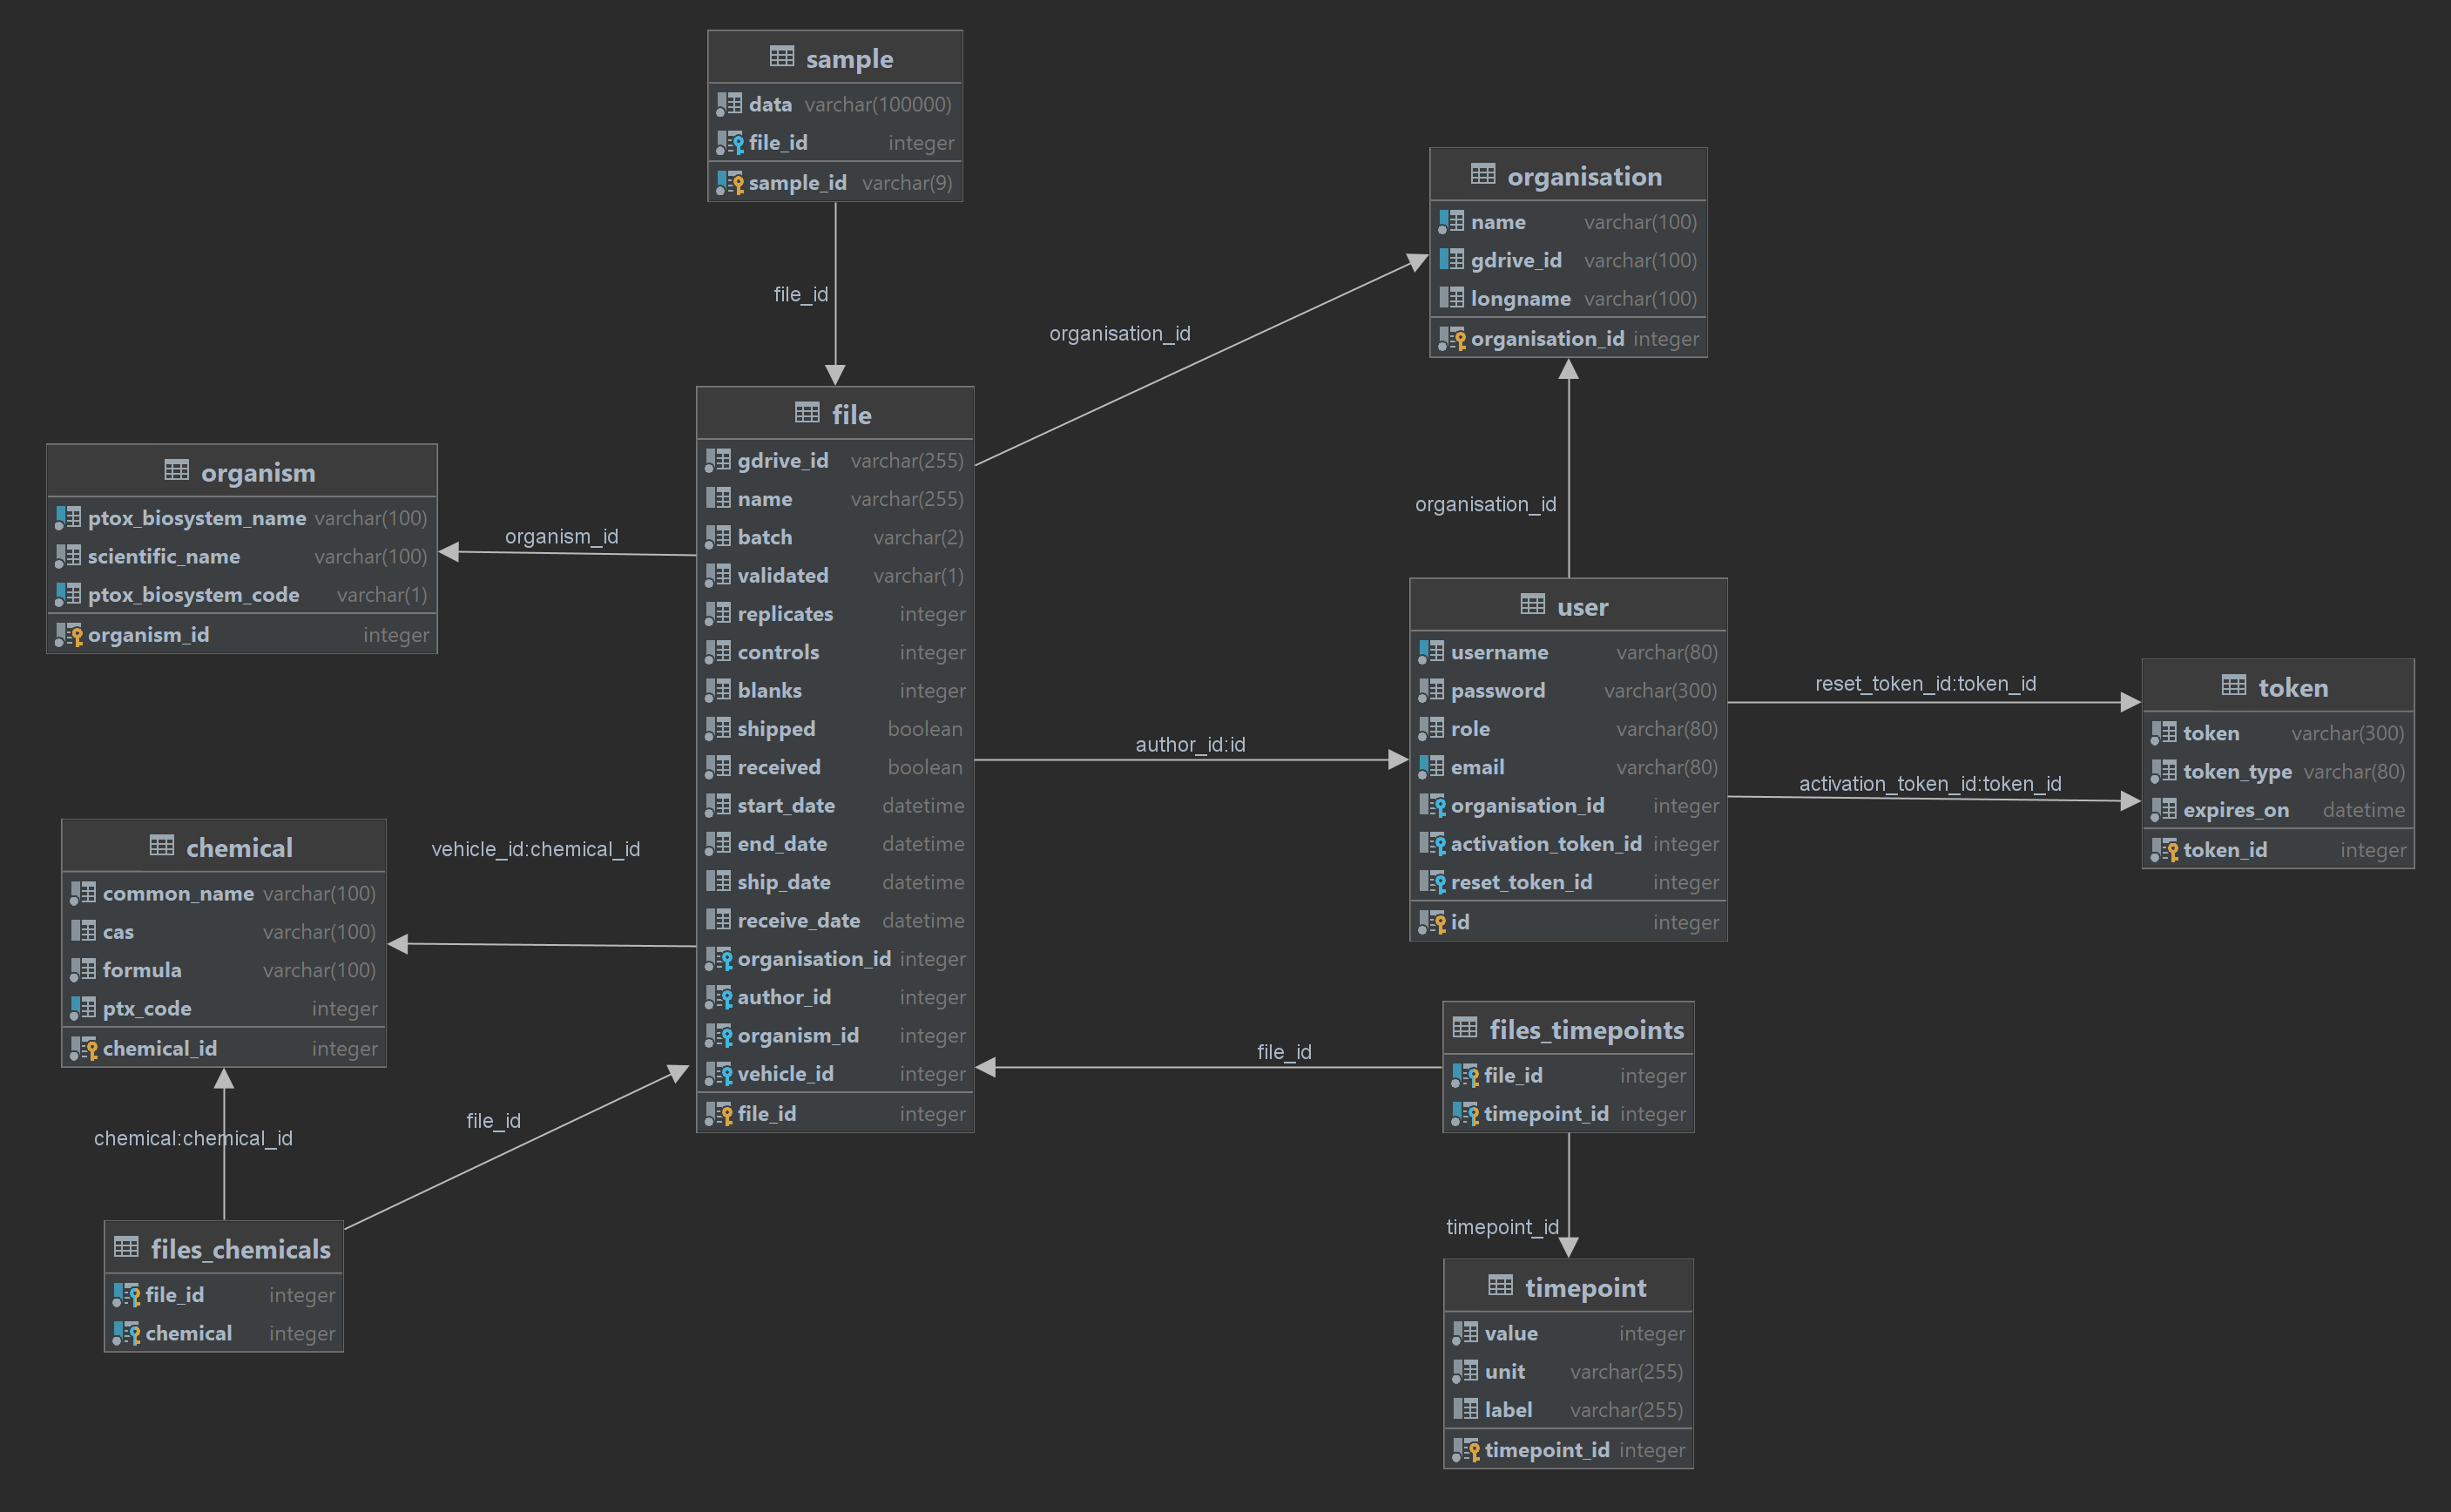 sample
data varchar(100000)
file_id integer
sample_id varchar(9)
file_id
organisation
name varchar(100)
gdrive_id varchar(100)
longname varchar(100)
organisation_id integer
organisation_id
organisation_id
file
gdrive_id varchar(255)
name varchar(255)
batch varchar(2)
validated varchar(1)
replicates integer
controls integer
blanks integer
shipped boolean
received boolean
start_date datetime
end_date datetime
ship_date datetime
receive_date datetime
organisation_id integer
author_id integer
organism_id integer
vehicle_id integer
file_id integer
organism
ptox_biosystem_name varchar(100)
scientific_name varchar(100)
ptox_biosystem_code varchar(1)
organism_id integer
organism_id
user
username varchar(80)
password varchar(300)
role varchar(80)
email varchar(80)
organisation_id integer
activation_token_id integer
reset_token_id integer
id integer
author_id:id
reset_token_id:token_id
activation_token_id:token_id
token
token varchar(300)
token_type varchar(80)
expires_on datetime
token_id integer
chemical
common_name varchar(100)
cas varchar(100)
formula varchar(100)
ptx_code integer
chemical_id integer
vehicle_id:chemical_id
chemical:chemical_id
file_id
files_chemicals
file_id integer
chemical integer
file_id
files_timepoints
file_id integer
timepoint_id integer
timepoint_id
timepoint
value integer
unit varchar(255)
label varchar(255)
timepoint_id integer